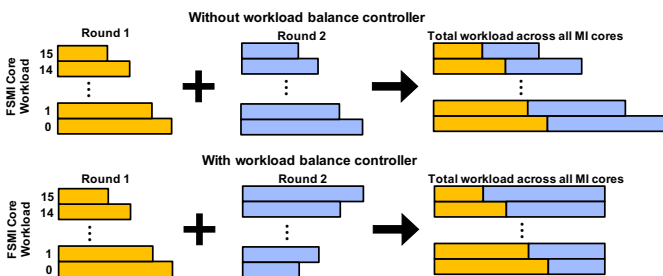 Without workload balance controller
Round 1
Round 2
Total workload across all MI cores
FSMI Core
Workload
15
14
1
0
With workload balance controller
Round 1
Round 2
Total workload across all MI cores
FSMI Core
Workload
15
14
1
0